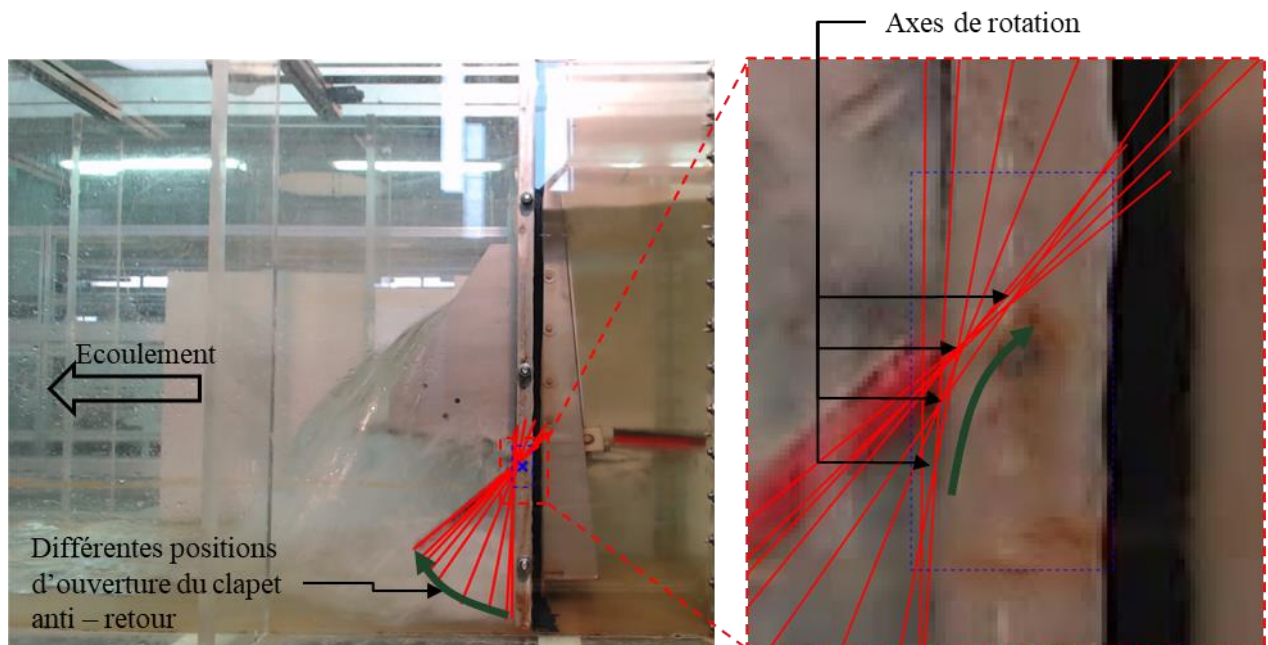 Axes de rotation
Ecoulement
Différentes positions
d’ouverture du clapet
anti – retour